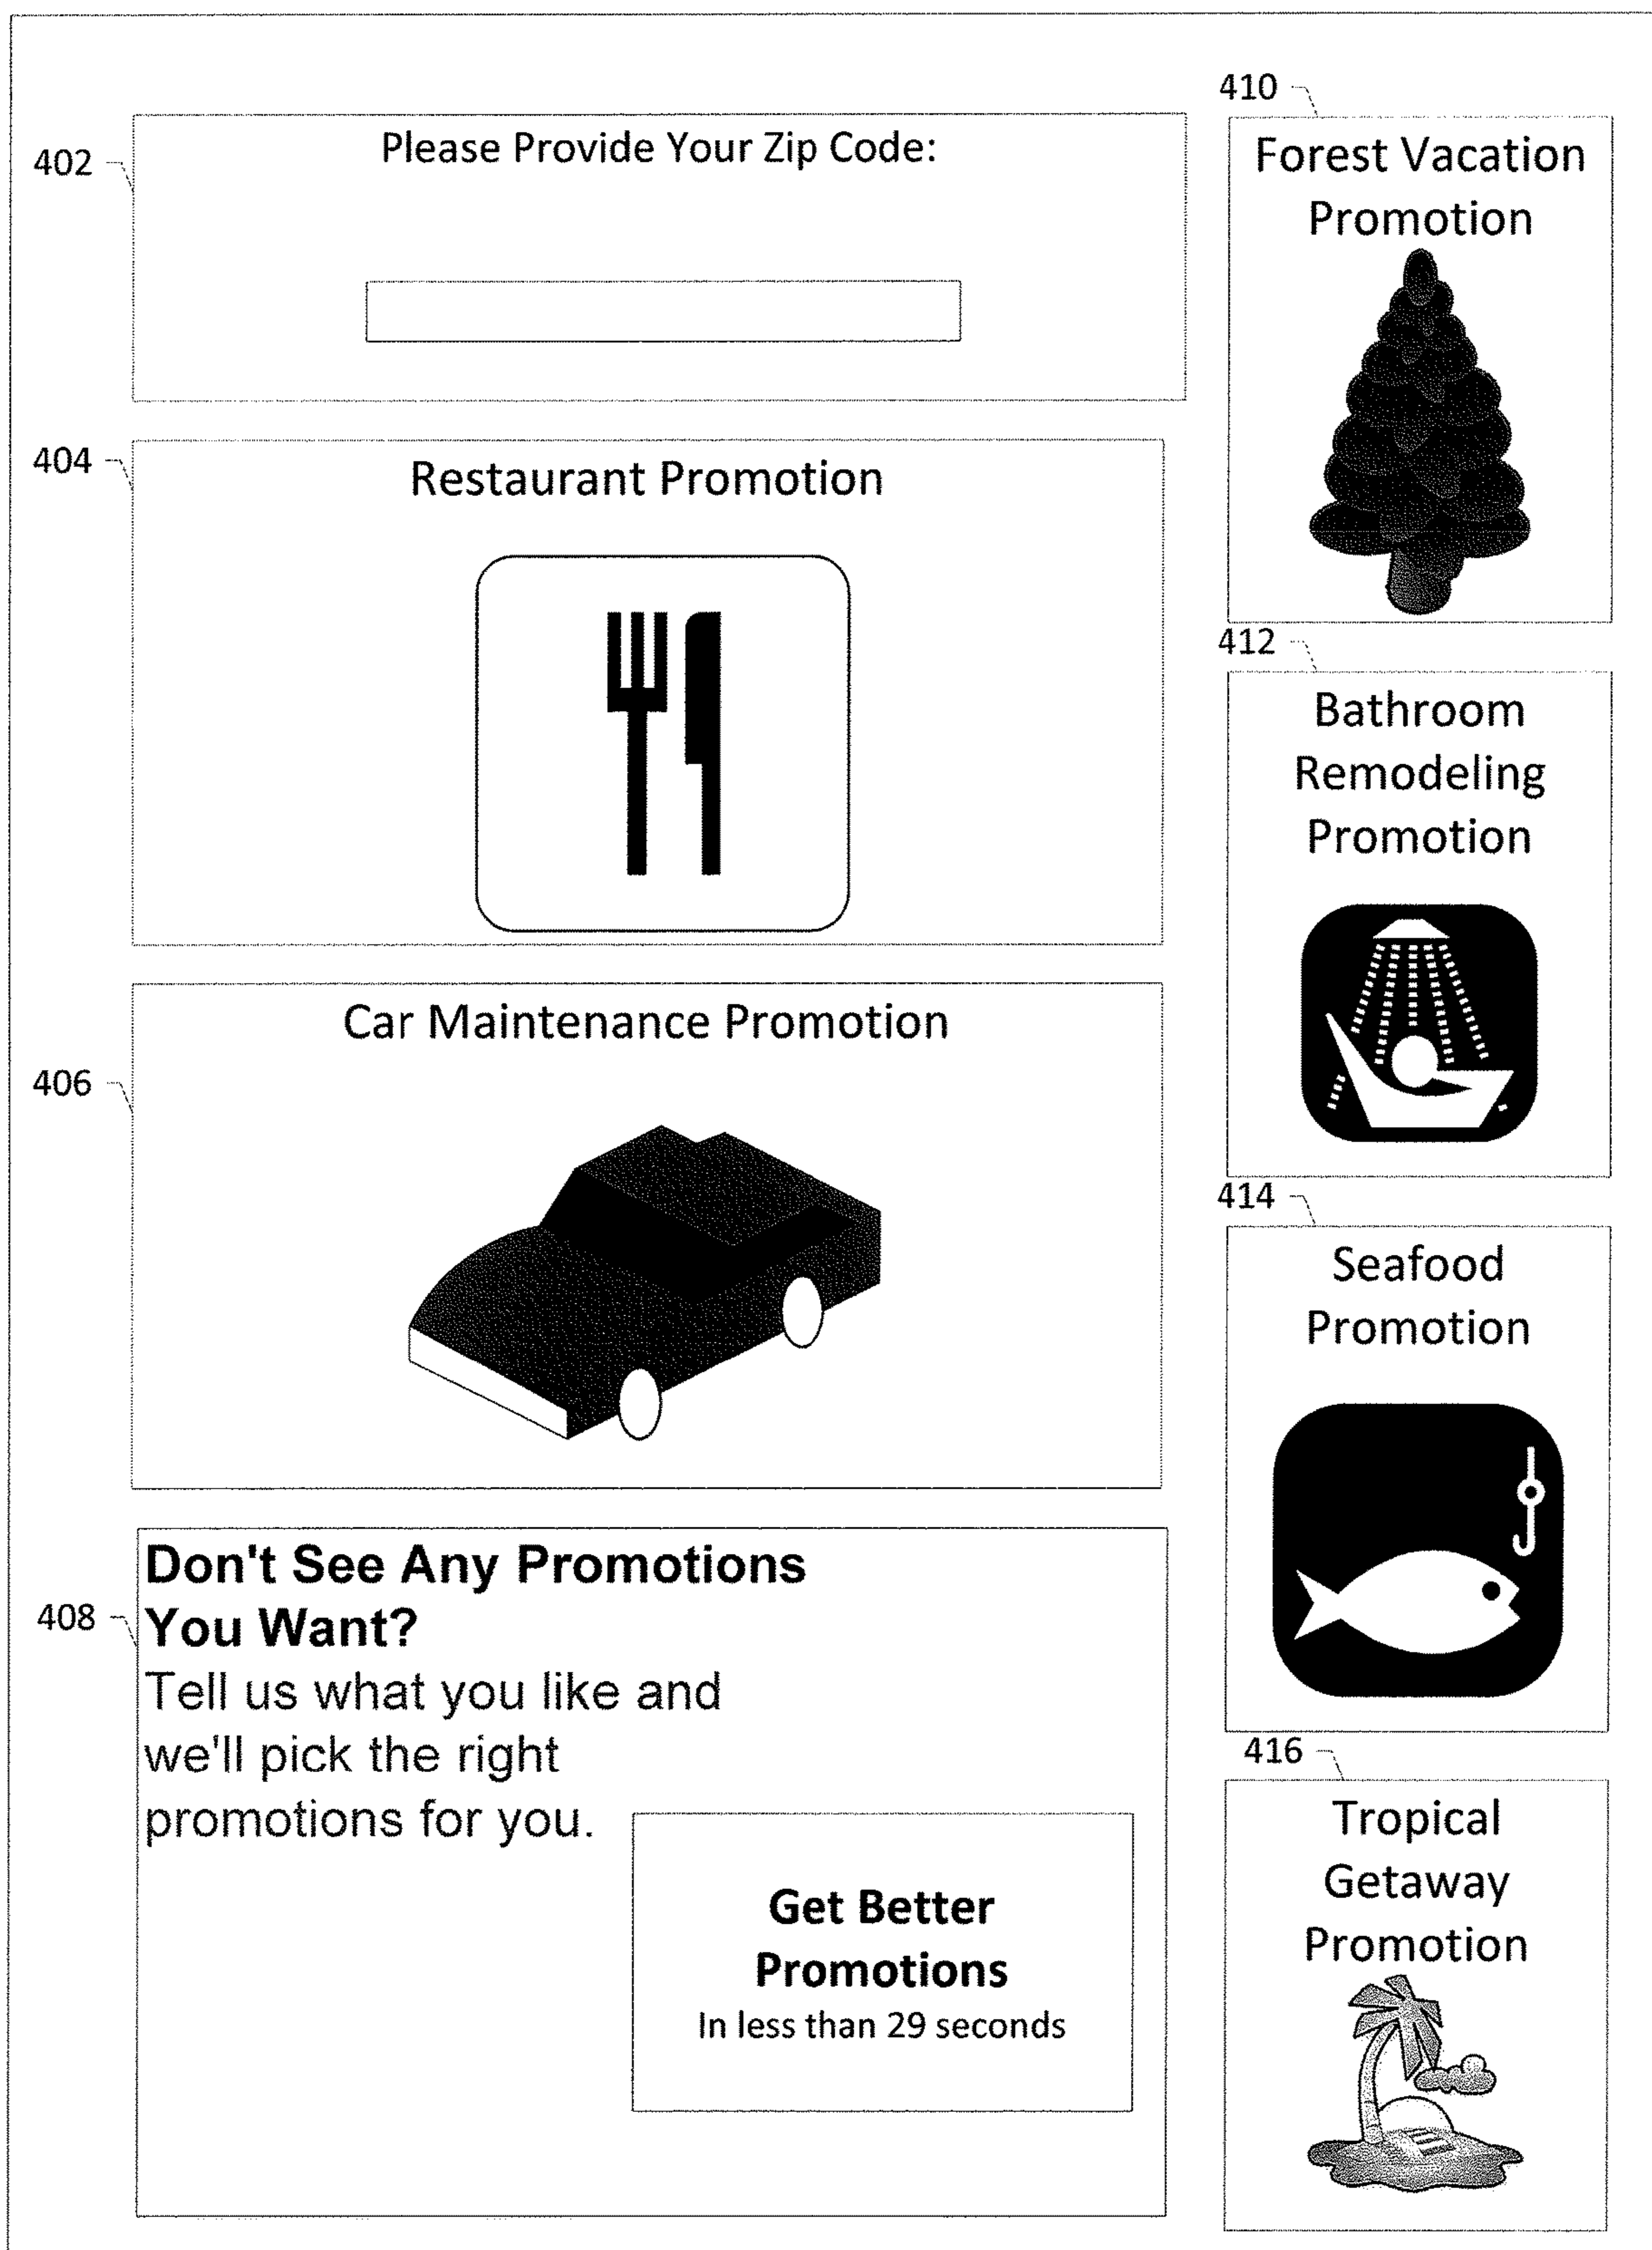 402
Please Provide Your Zip Code:
404
Restaurant Promotion
406
Car Maintenance Promotion
408
Don't See Any Promotions
You Want?
Tell us what you like and
we'll pick the right
promotions for you.
Get Better
Promotions
In less than 29 seconds
410
Forest Vacation
Promotion
412
Bathroom
Remodeling
Promotion
414
Seafood
Promotion
416
Tropical
Getaway
Promotion